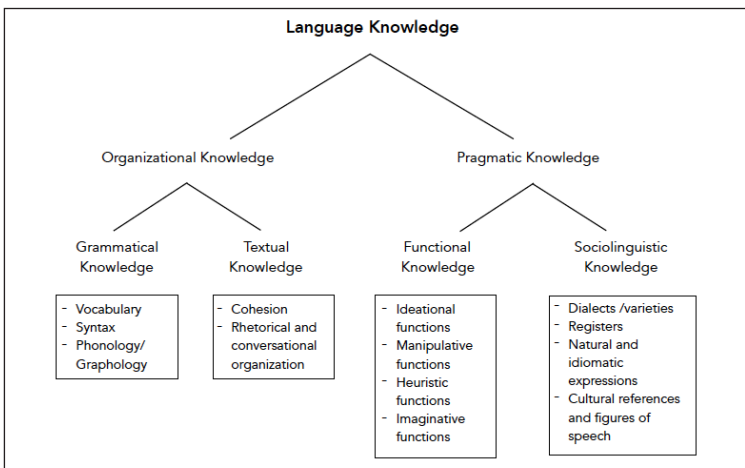 Language Knowledge
Organizational Knowledge
Pragmatic Knowledge
Grammatical
Knowledge
Textual
Knowledge
Functional
Knowledge
Sociolinguistic
Knowledge
- Vocabulary
- Syntax
- Phonology/
Graphology
- Cohesion
- Rhetorical and
conversational
organization
- Ideational
functions
- Manipulative
functions
- Heuristic
functions
- Imaginative
functions
- Dialects /varieties
- Registers
- Natural and
idiomatic
expressions
- Cultural references
and figures of
speech